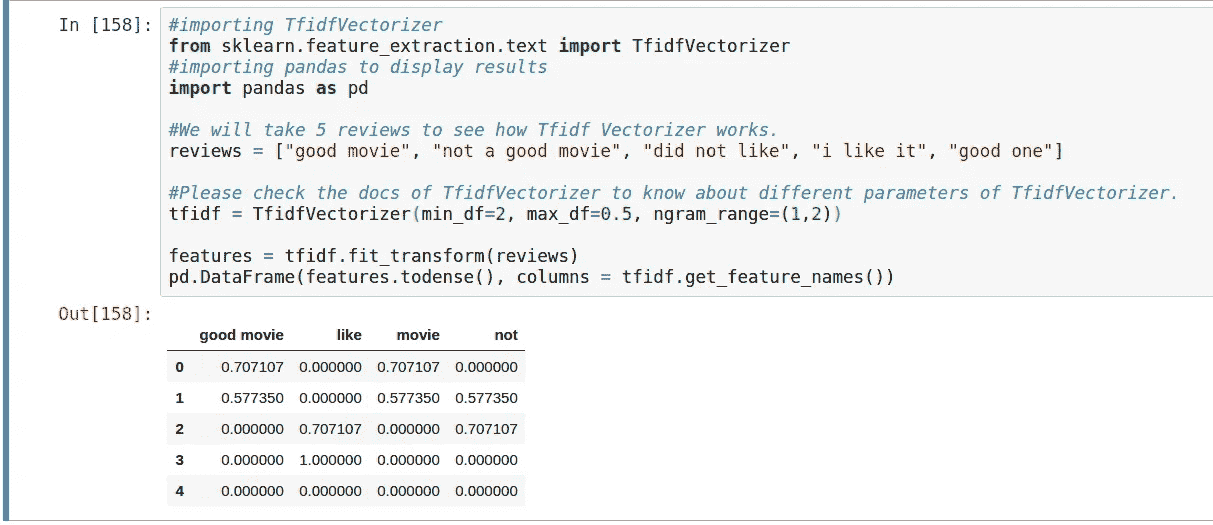 In [158]:
#importing TfidfVectorizer
from sklearn.feature_extraction.text import TfidfVectorizer
#importing pandas to display results
import pandas as pd
#We will take 5 reviews to see how Tfidf Vectorizer works.
reviews = ["good movie", "not a good movie", "did not like", "i like it", "good one"]
#Please check the docs of TfidfVectorizer to know about different parameters of TfidfVectorizer.
tfidf = TfidfVectorizer(min_df=2, max_df=0.5, ngram_range=(1,2))
features = tfidf.fit_transform(reviews)
pd.DataFrame(features.todense(), columns = tfidf.get_feature_names())
Out[158]:
good movie like movie not
0 0.707107 0.000000 0.707107 0.000000
1 0.577350 0.000000 0.577350 0.577350
2 0.000000 0.707107 0.000000 0.707107
3 0.000000 1.000000 0.000000 0.000000
4 0.000000 0.000000 0.000000 0.000000